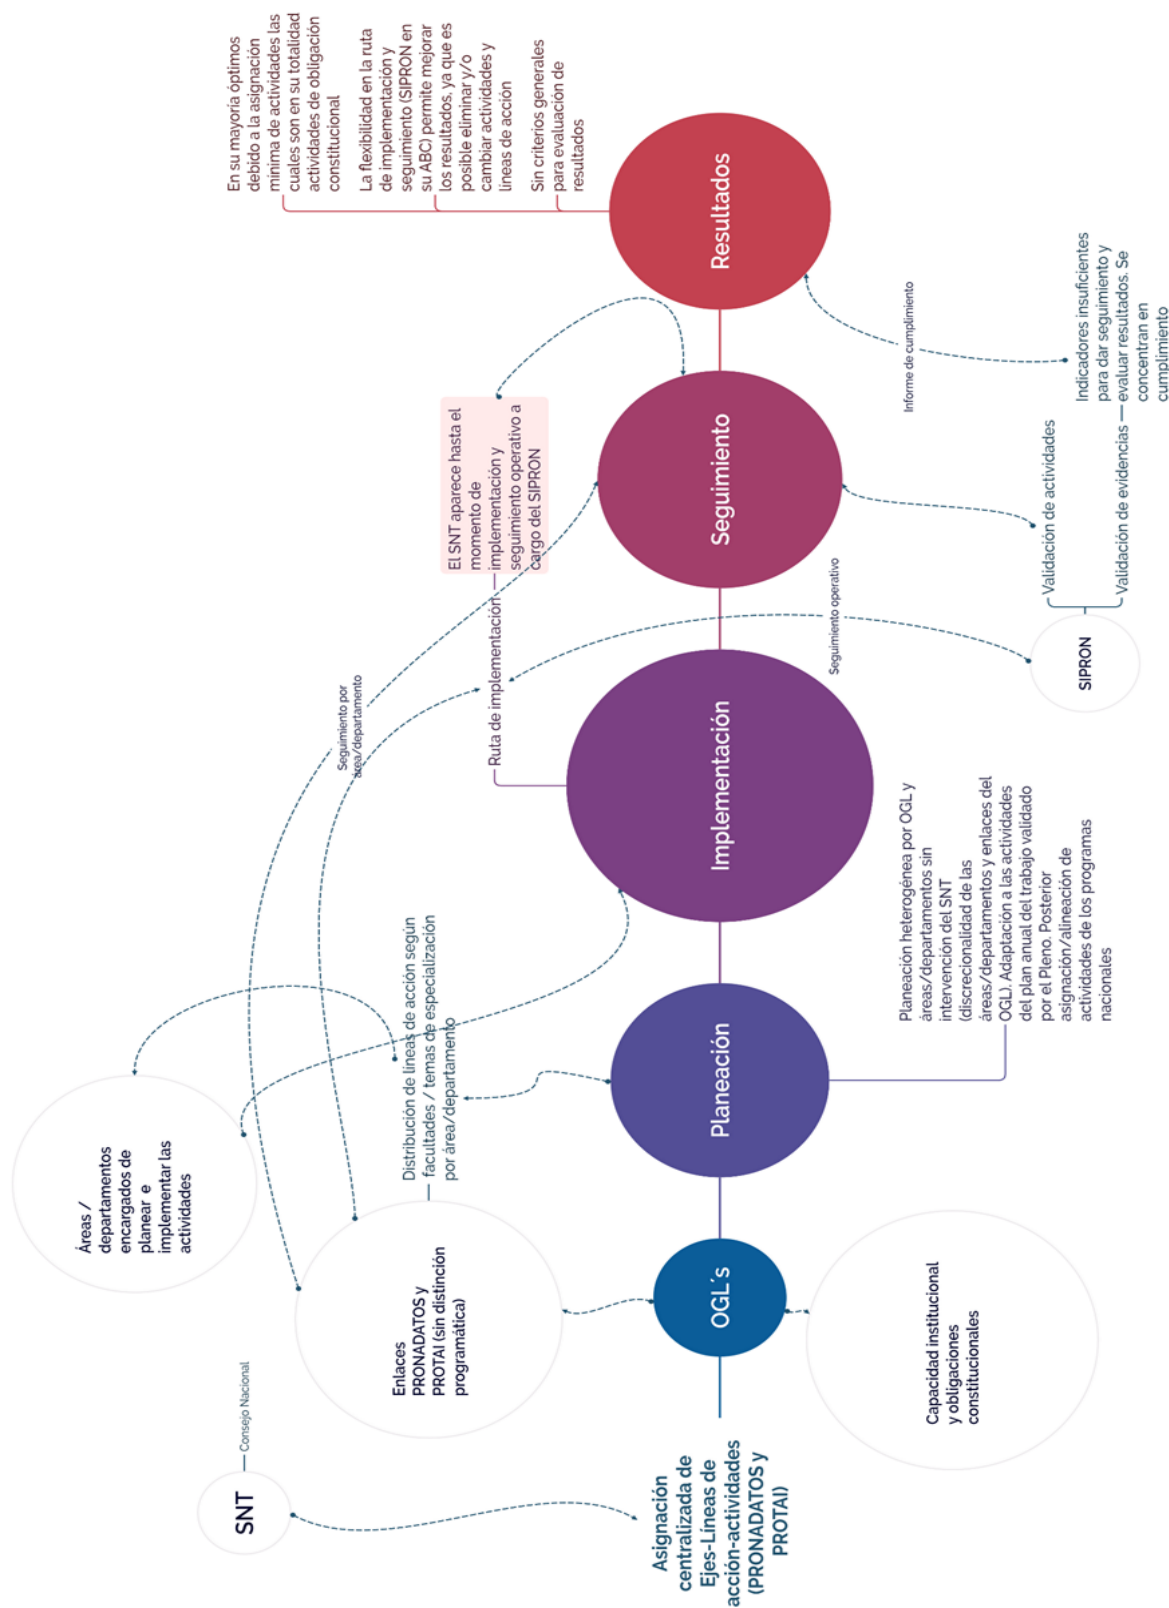 SNT
Consejo Nacional
Asignación
centralizada de
Ejes-Líneas de
acción-actividades
(PRONADATOS y
PROTAI)
Áreas /
departamentos
encargados de
planear e
implementar las
actividades
Enlaces
PRONADATOS y
PROTAI (sin distinción
programática)
Distribución de líneas de acción según
facultades / temas de especialización
por área/departamento
OGL´s
Capacidad institucional
y obligaciones
constitucionales
Planeación
Planeación heterogénea por OGL y
áreas/departamentos sin
intervención del SNT
(discrecionalidad de las
áreas/departamentos y enlaces del
OGL). Adaptación a las actividades
del plan anual del trabajo validado
por el Pleno. Posterior
asignación/alineación de
actividades de los programas
nacionales
Implementación
Seguimiento por
área/departamento
Ruta de implementación
El SNT aparece hasta el
momento de
implementación y
seguimiento operativo a
cargo del SIPRON
Seguimiento operativo
Seguimiento
SIPRON
Validación de actividades
Validación de evidencias
Indicadores insuficientes
para dar seguimiento y
evaluar resultados. Se
concentran en
cumplimiento
Informe de cumplimiento
Resultados
En su mayoría óptimos
debido a la asignación
mínima de actividades las
cuales son en su totalidad
actividades de obligación
constitucional
La flexibilidad en la ruta
de implementación y
seguimiento (SIPRON en
su ABC) permite mejorar
los resultados, ya que es
posible eliminar y/o
cambiar actividades y
líneas de acción
Sin criterios generales
para evaluación de
resultados